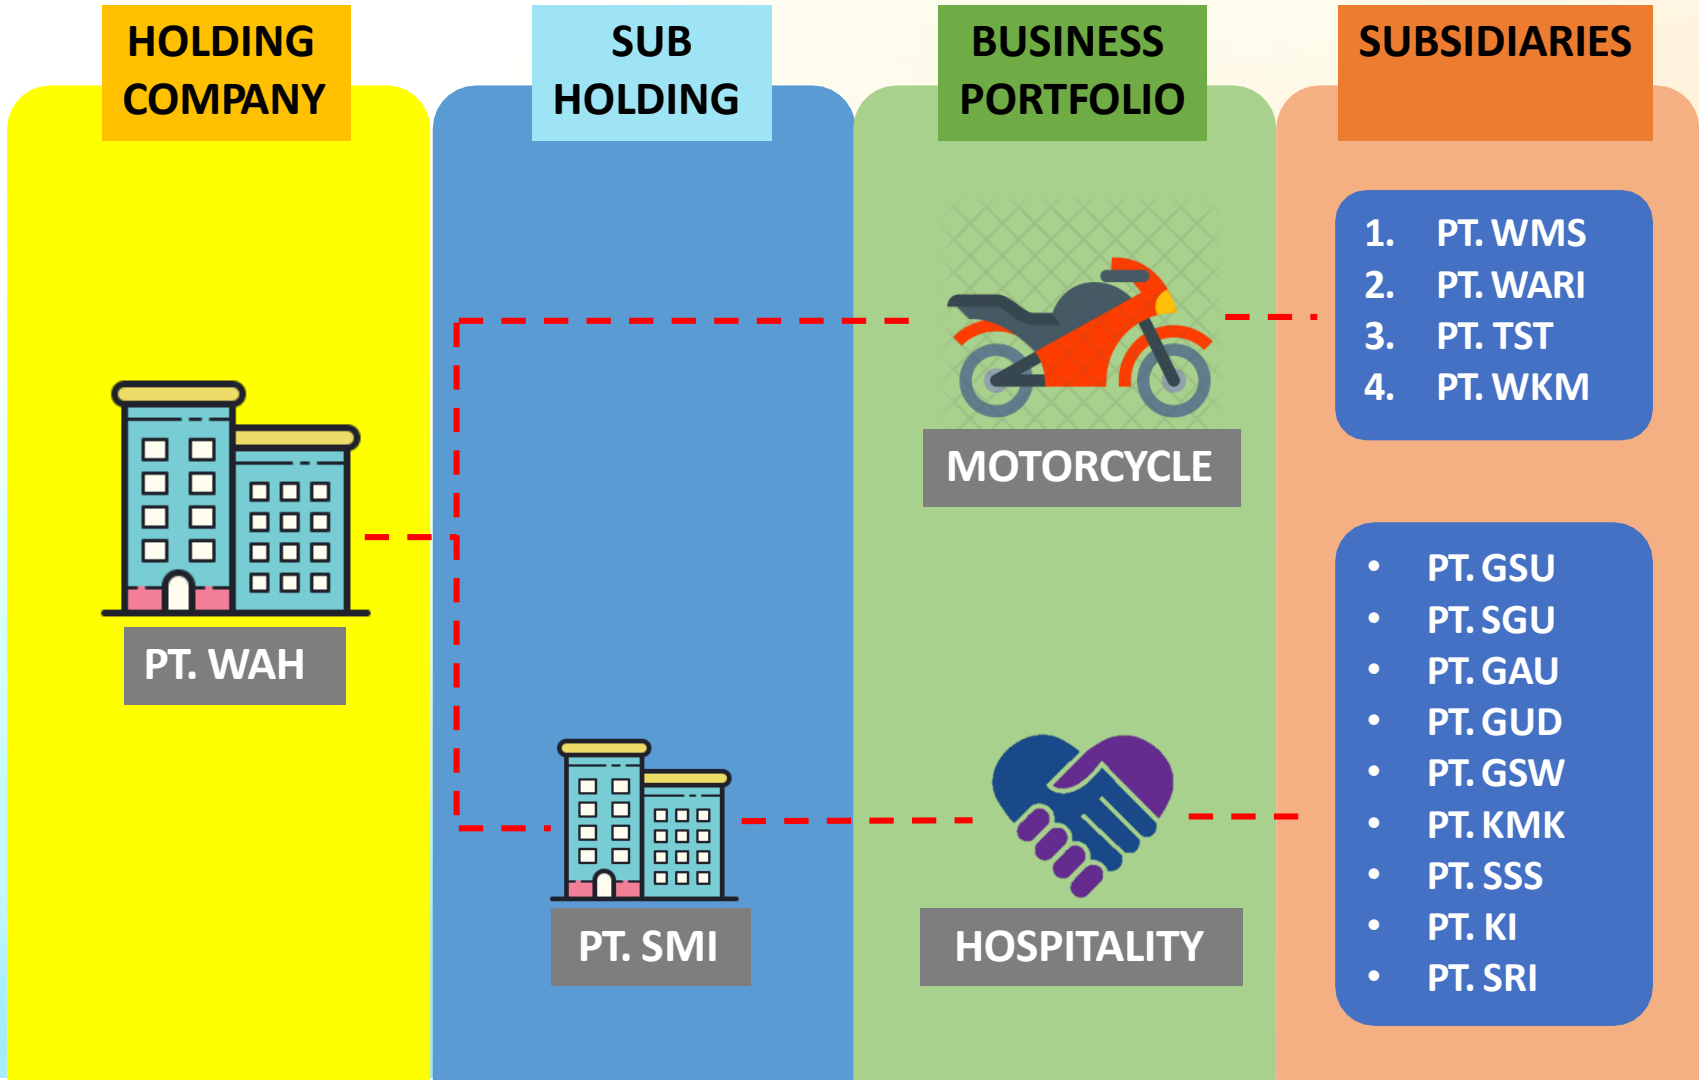 HOLDING
COMPANY
SUB
HOLDING
BUSINESS
PORTFOLIO
SUBSIDIARIES
PT. WAH
PT. SMI
MOTORCYCLE
HOSPITALITY
1. PT. WMS
2. PT. WARI
3. PT. TST
4. PT. WKM
• PT. GSU
• PT. SGU
• PT. GAU
• PT. GUD
• PT. GSW
• PT. KMK
• PT. SSS
• PT. KI
• PT. SRI